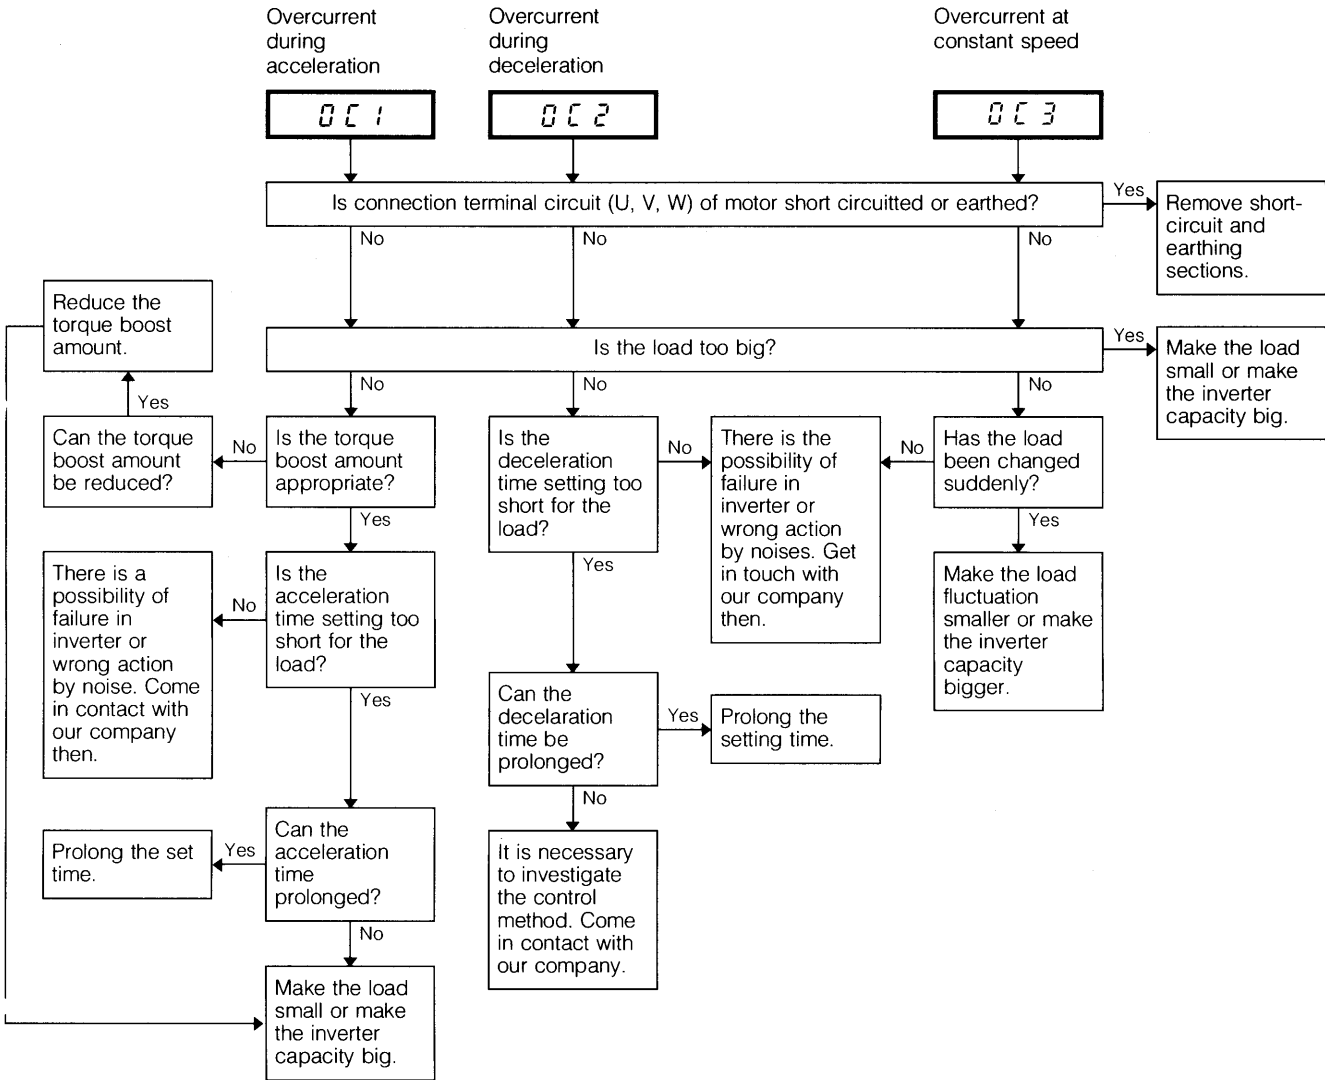 Overcurrent
during
acceleration
Overcurrent
during
deceleration
Overcurrent at
constant speed
OC1
OC2
OC3
Is connection terminal circuit (U, V, W) of motor short circuitted or earthed?
Yes
Remove short-
circuit and
earthing
sections.
No
No
No
Reduce the
torque boost
amount.
Is the load too big?
Yes
Make the load
small or make
the inverter
capacity big.
Yes
No
No
No
Can the torque
boost amount
be reduced?
No
Is the torque
boost amount
appropriate?
Is the
deceleration
time setting too
short for the
load?
No
There is the
possibility of
failure in
inverter or
wrong action
by noises. Get
in touch with
our company
then.
No
Has the load
been changed
suddenly?
Yes
Yes
Yes
There is a
possibility of
failure in
inverter or
wrong action
by noise. Come
in contact with
our company
then.
No
Is the
acceleration
time setting too
short for the
load?
Make the load
fluctuation
smaller or make
the inverter
capacity
bigger.
Yes
Can the
decelaration
time be
prolonged?
Yes
Prolong the
setting time.
No
Prolong the set
time.
Yes
Can the
acceleration
time
prolonged?
It is necessary
to investigate
the control
method. Come
in contact with
our company.
No
Make the load
small or make
the inverter
capacity big.